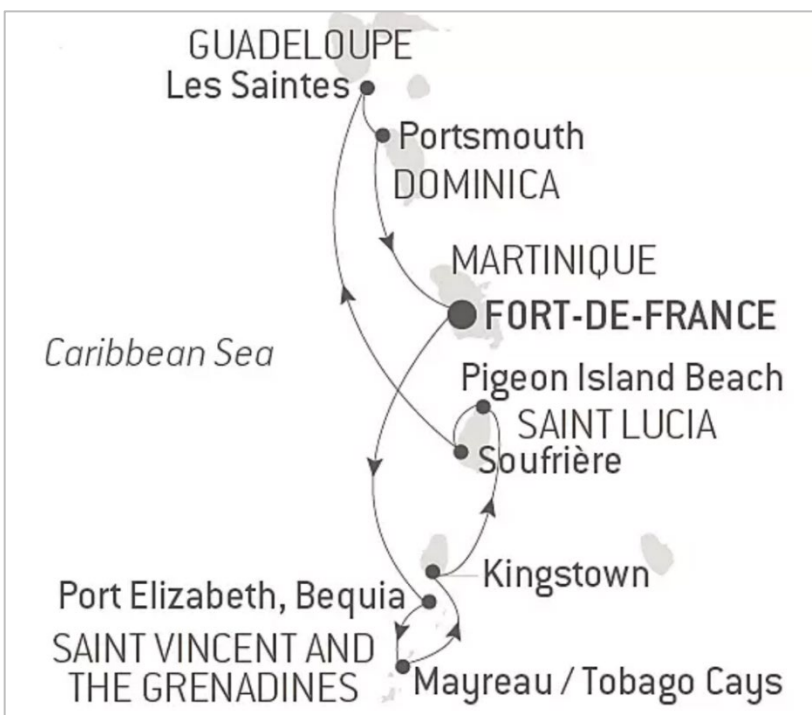 GUADELOUPE
Les Saintes
Portsmouth
DOMINICA
MARTINIQUE
FORT-DE-FRANCE
Caribbean Sea
Pigeon Island Beach
SAINT LUCIA
Soufrière
Kingstown
Port Elizabeth, Bequia
SAINT VINCENT AND
THE GRENADINES
Mayreau / Tobago Cays